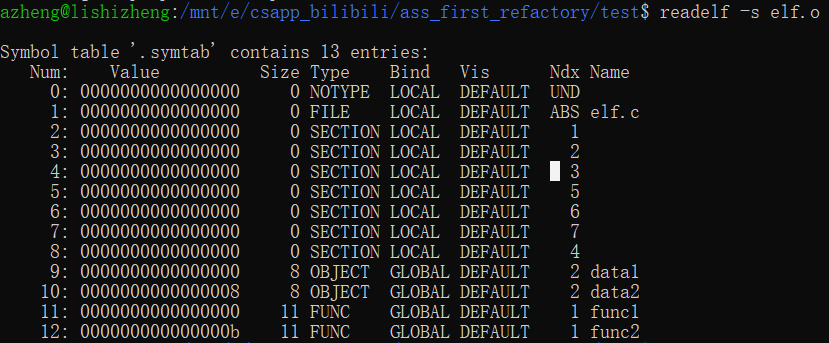 azheng@lishizheng:/mnt/e/csapp_bilibili/ass_first_refactory/test$ readelf -s elf.o
Symbol table '.symtab' contains 13 entries:
   Num:    Value          Size Type    Bind   Vis      Ndx Name
     0: 0000000000000000     0 NOTYPE  LOCAL  DEFAULT  UND
     1: 0000000000000000     0 FILE    LOCAL  DEFAULT  ABS elf.c
     2: 0000000000000000     0 SECTION LOCAL  DEFAULT    1
     3: 0000000000000000     0 SECTION LOCAL  DEFAULT    2
     4: 0000000000000000     0 SECTION LOCAL  DEFAULT    3
     5: 0000000000000000     0 SECTION LOCAL  DEFAULT    5
     6: 0000000000000000     0 SECTION LOCAL  DEFAULT    6
     7: 0000000000000000     0 SECTION LOCAL  DEFAULT    7
     8: 0000000000000000     0 SECTION LOCAL  DEFAULT    4
     9: 0000000000000000     8 OBJECT  GLOBAL DEFAULT    2 data1
    10: 0000000000000008     8 OBJECT  GLOBAL DEFAULT    2 data2
    11: 0000000000000000    11 FUNC    GLOBAL DEFAULT    1 func1
    12: 000000000000000b    11 FUNC    GLOBAL DEFAULT    1 func2